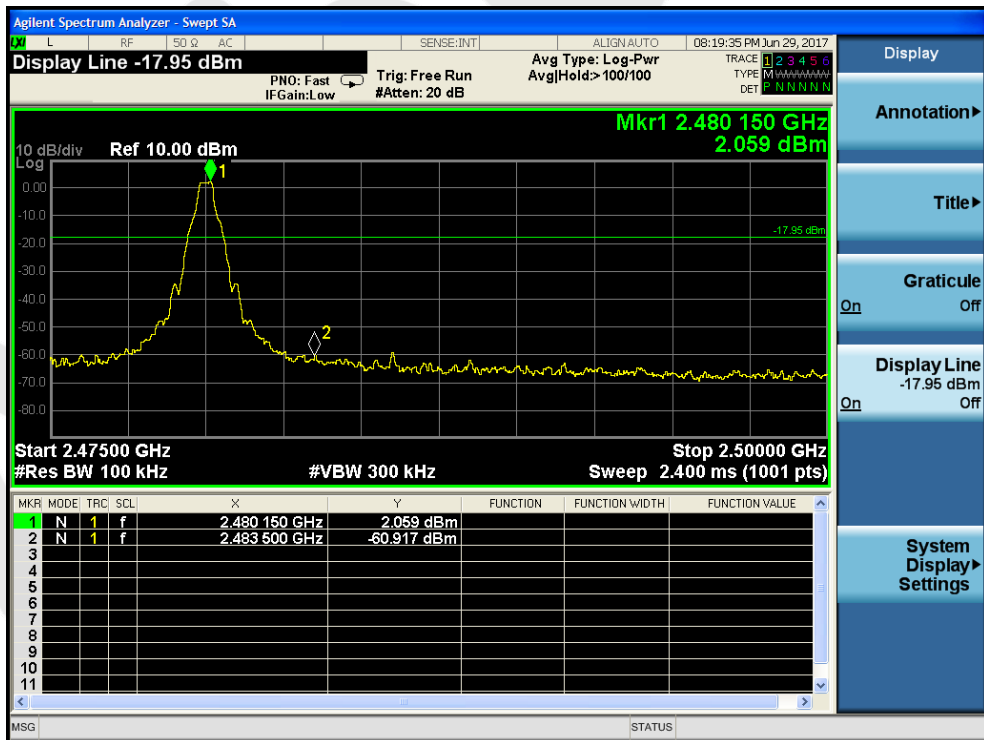 Agilent Spectrum Analyzer - Swept SA
LXI L RF 50 Ω AC SENSE:INT ALIGNAUTO 08:19:35 PM Jun 29, 2017
Display Line -17.95 dBm
PNO: Fast
IFGain:Low
Trig: Free Run
#Atten: 20 dB
Avg Type: Log-Pwr
Avg|Hold:> 100/100
TRACE 1 2 3 4 5 6
TYPE M
DET P N N N N N
Mkr1 2.480 150 GHz
2.059 dBm
10 dB/div Ref 10.00 dBm
Log
1
0.00
-10.0
-17.95 dBm
-20.0
-30.0
-40.0
-50.0
2
-60.0
-70.0
-80.0
Start 2.47500 GHz Stop 2.50000 GHz
#Res BW 100 kHz #VBW 300 kHz Sweep 2.400 ms (1001 pts)
MKR MODE TRC SCL X Y FUNCTION FUNCTION WIDTH FUNCTION VALUE
1 N 1 f 2.480 150 GHz 2.059 dBm
2 N 1 f 2.483 500 GHz -60.917 dBm
3
4
5
6
7
8
9
10
11
MSG STATUS
Display
Annotation
Title
Graticule
On Off
Display Line
-17.95 dBm
On Off
System
Display
Settings